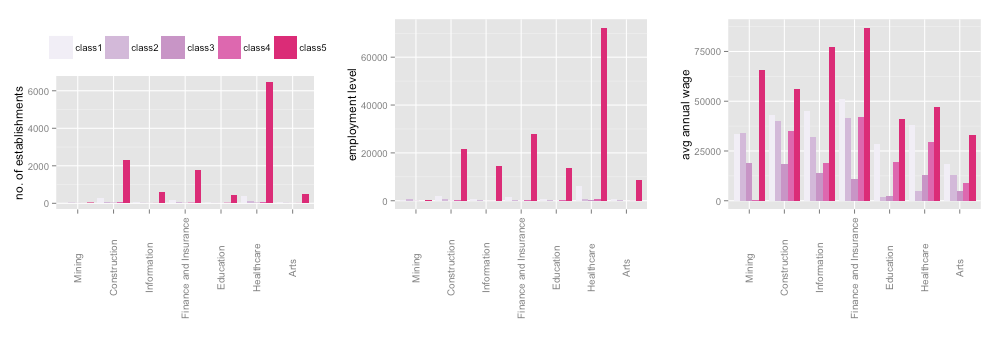 class1 class2 class3 class4 class5
no. of establishments
6000
4000
2000
0
Mining
Construction
Information
Finance and Insurance
Education
Healthcare
Arts
employment level
60000
40000
20000
0
Mining
Construction
Information
Finance and Insurance
Education
Healthcare
Arts
avg annual wage
75000
50000
25000
0
Mining
Construction
Information
Finance and Insurance
Education
Healthcare
Arts